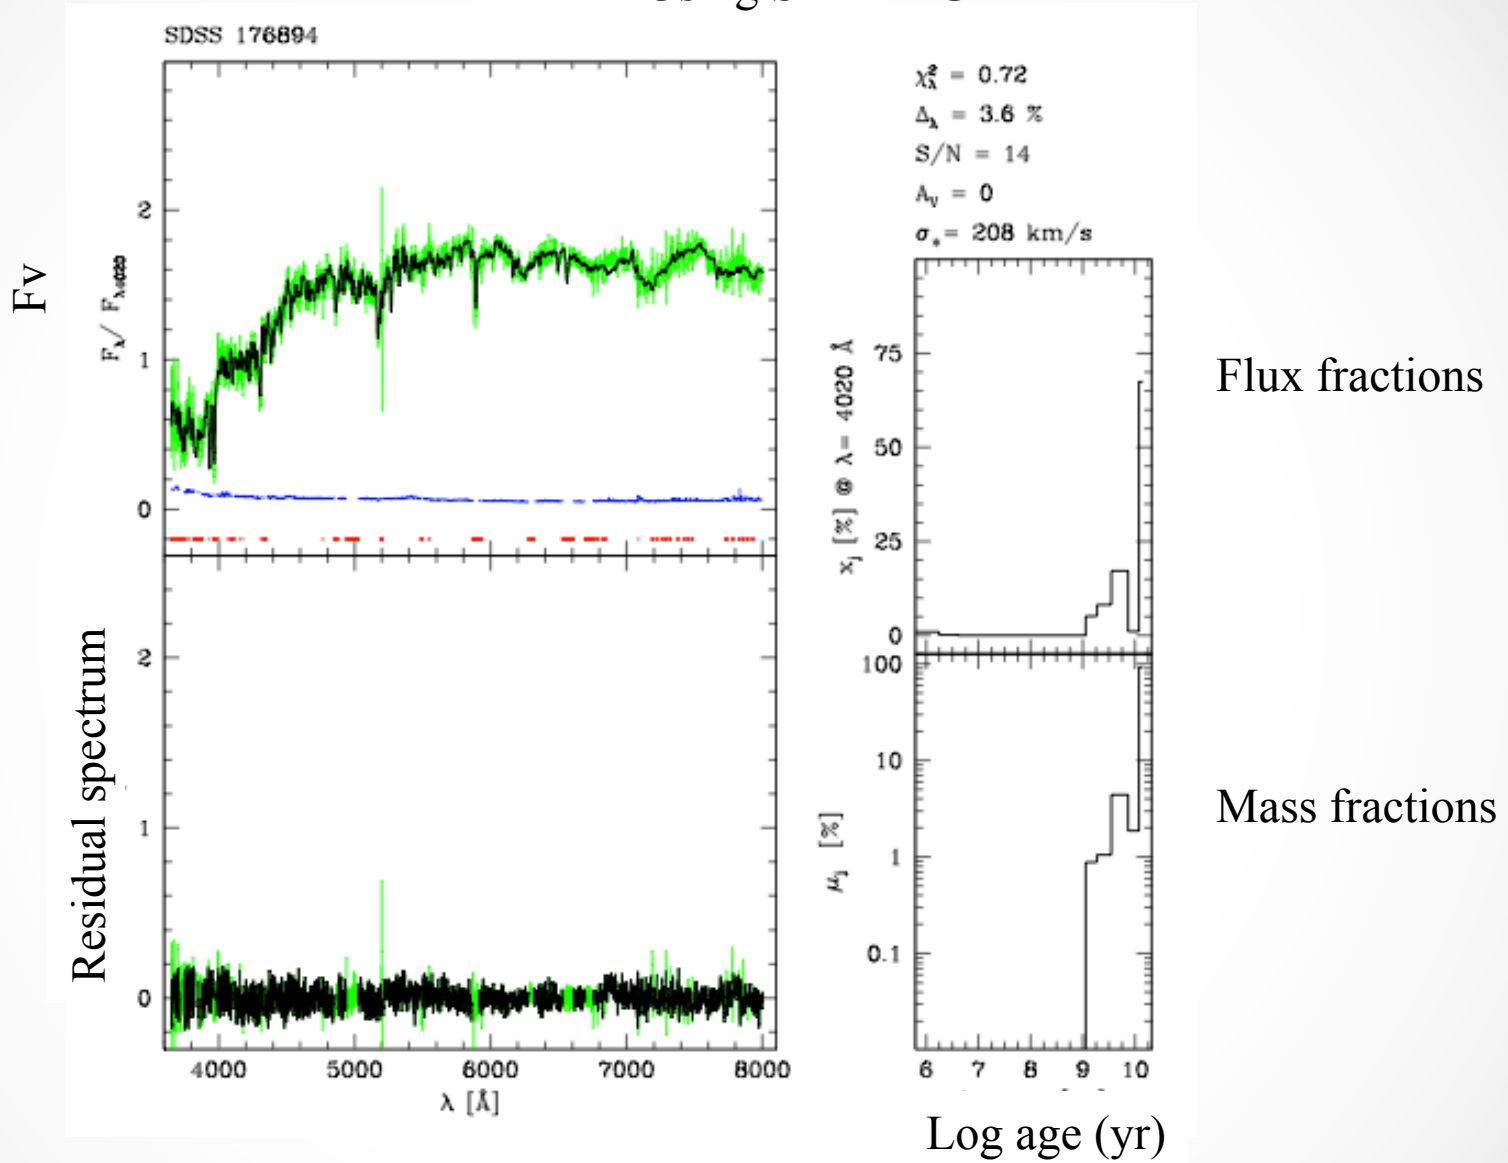 SDSS 176894
Fv
F_λ / F_λ4020
2
1
0
Residual spectrum
2
1
0
4000 5000 6000 7000 8000
λ [Å]
χ²_λ = 0.72
Δ_λ = 3.6 %
S/N = 14
A_V = 0
σ_* = 208 km/s
x_j [%] @ λ= 4020 Å
75
50
25
0
Flux fractions
μ_j [%]
100
10
1
0.1
Mass fractions
6 7 8 9 10
Log age (yr)